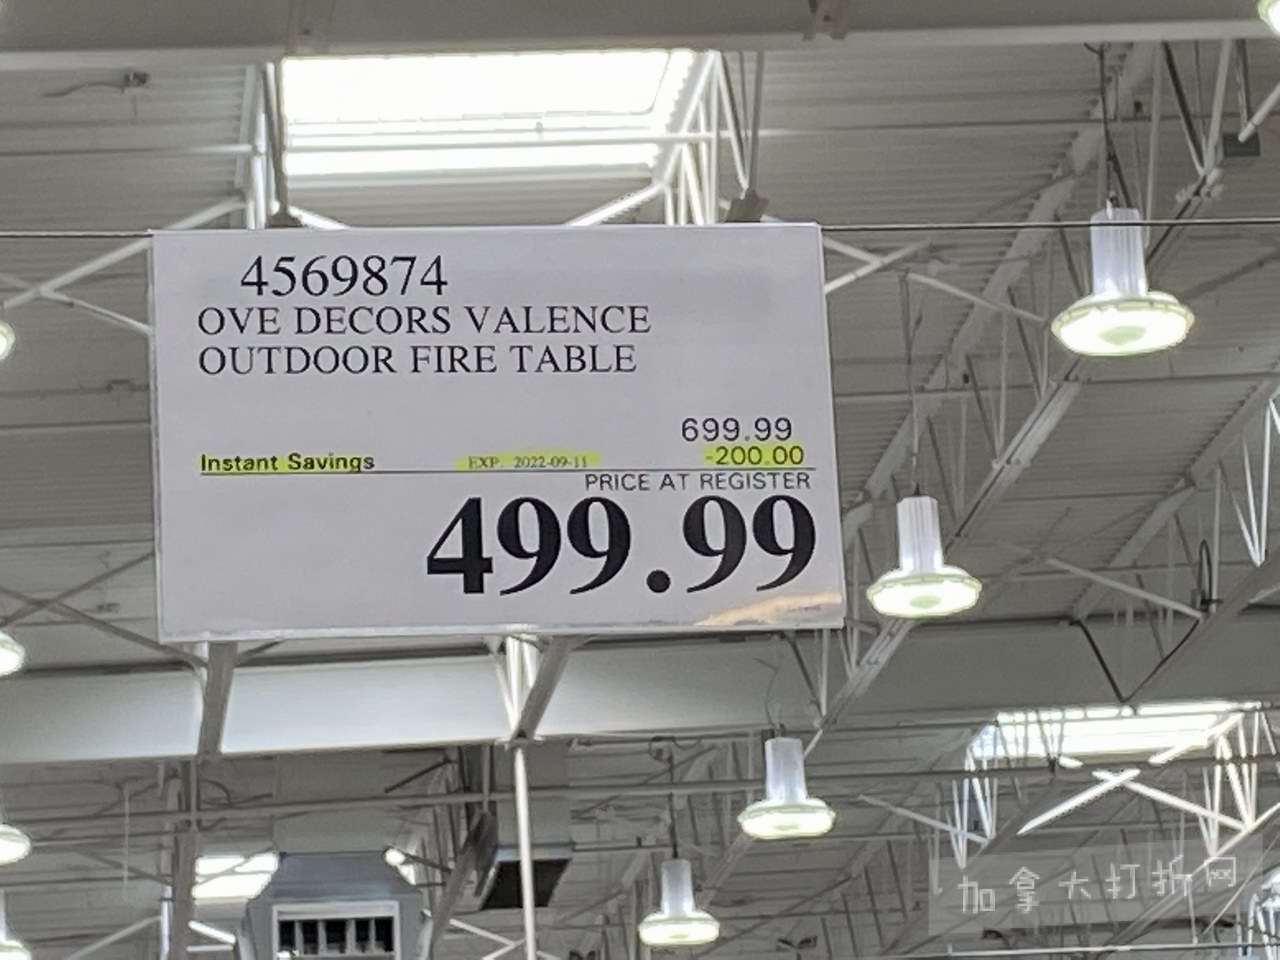 4569874
OVE DECORS VALENCE
OUTDOOR FIRE TABLE
699.99
Instant Savings EXP. 2022-09-11 -200.00
PRICE AT REGISTER
499.99
加拿大打折网